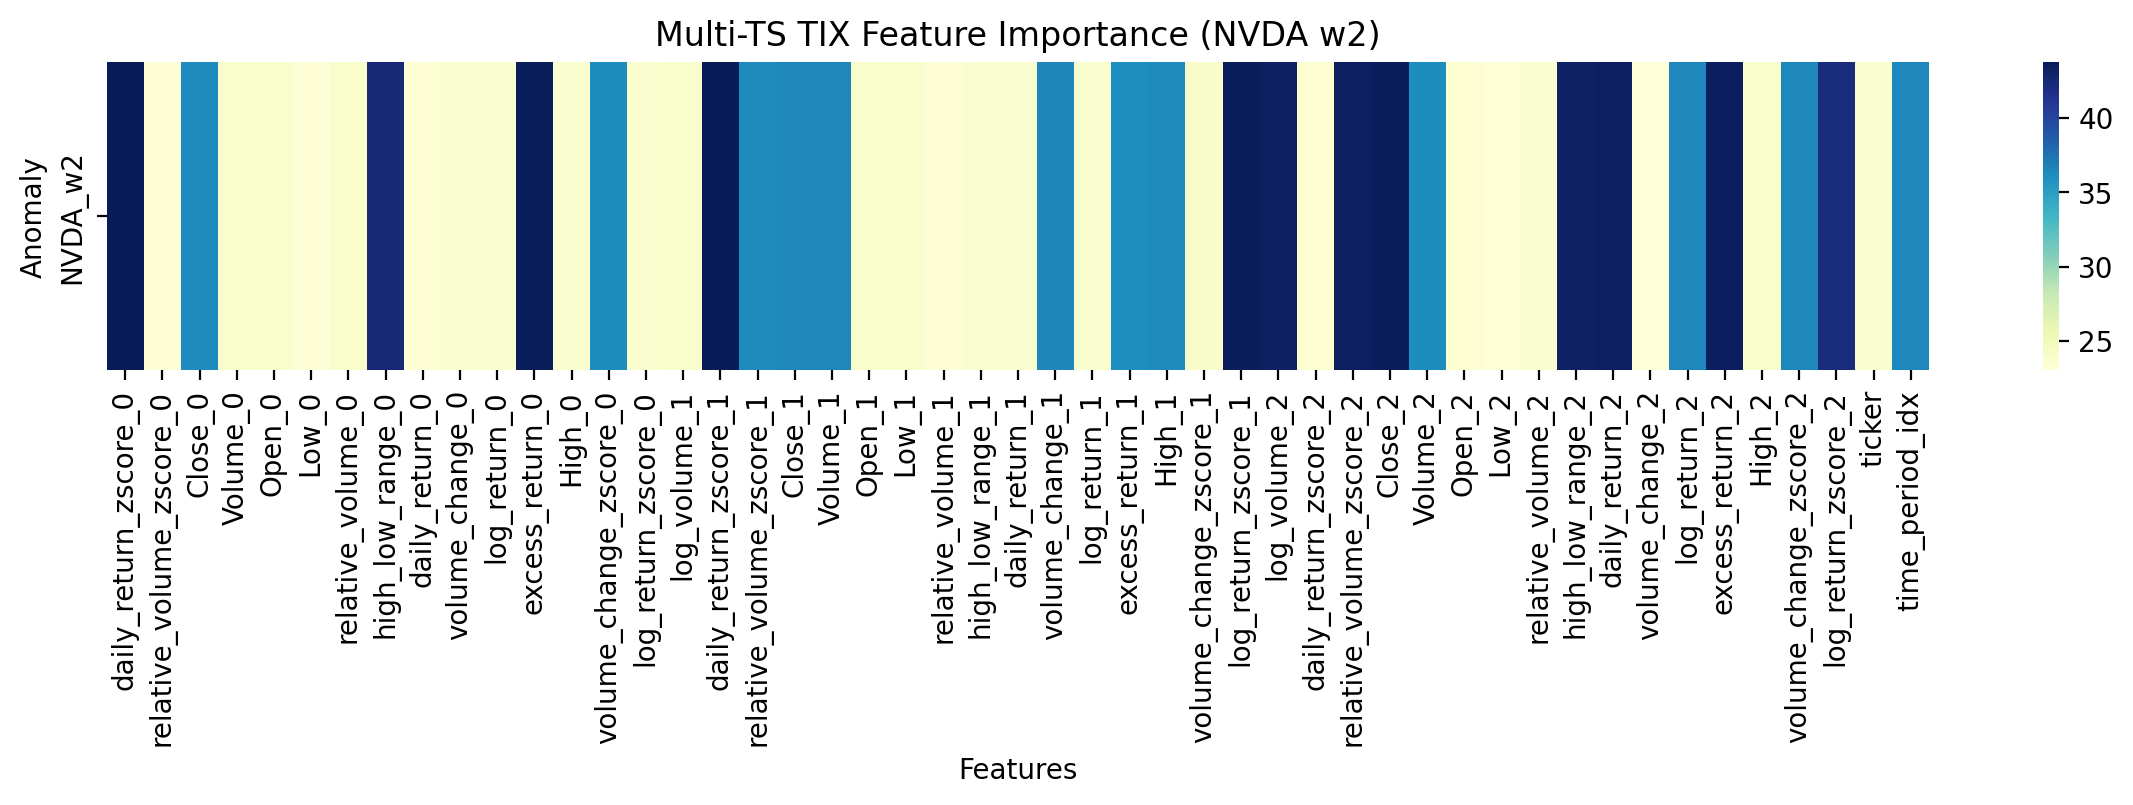 Multi-TS TIX Feature Importance (NVDA w2)
Anomaly
NVDA_w2
40
35
30
25
daily_return_zscore_0
relative_volume_zscore_0
Close_0
Volume_0
Open_0
Low_0
relative_volume_0
high_low_range_0
daily_return_0
volume_change_0
log_return_0
excess_return_0
High_0
volume_change_zscore_0
log_return_zscore_0
log_volume_1
daily_return_zscore_1
relative_volume_zscore_1
Close_1
Volume_1
Open_1
Low_1
relative_volume_1
high_low_range_1
daily_return_1
volume_change_1
log_return_1
excess_return_1
High_1
volume_change_zscore_1
log_return_zscore_1
log_volume_2
daily_return_zscore_2
relative_volume_zscore_2
Close_2
Volume_2
Open_2
Low_2
relative_volume_2
high_low_range_2
daily_return_2
volume_change_2
log_return_2
excess_return_2
High_2
volume_change_zscore_2
log_return_zscore_2
ticker
time_period_idx
Features